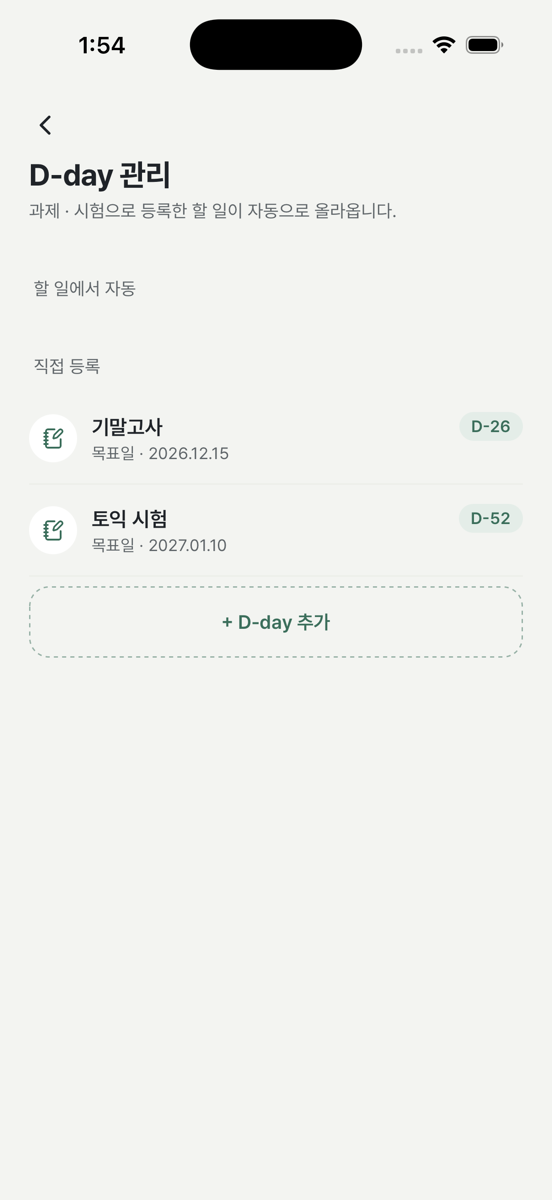 1:54
D-day 관리
과제 · 시험으로 등록한 할 일이 자동으로 올라옵니다.
할 일에서 자동
직접 등록
기말고사
D-26
목표일 · 2026.12.15
토익 시험
D-52
목표일 · 2027.01.10
+ D-day 추가